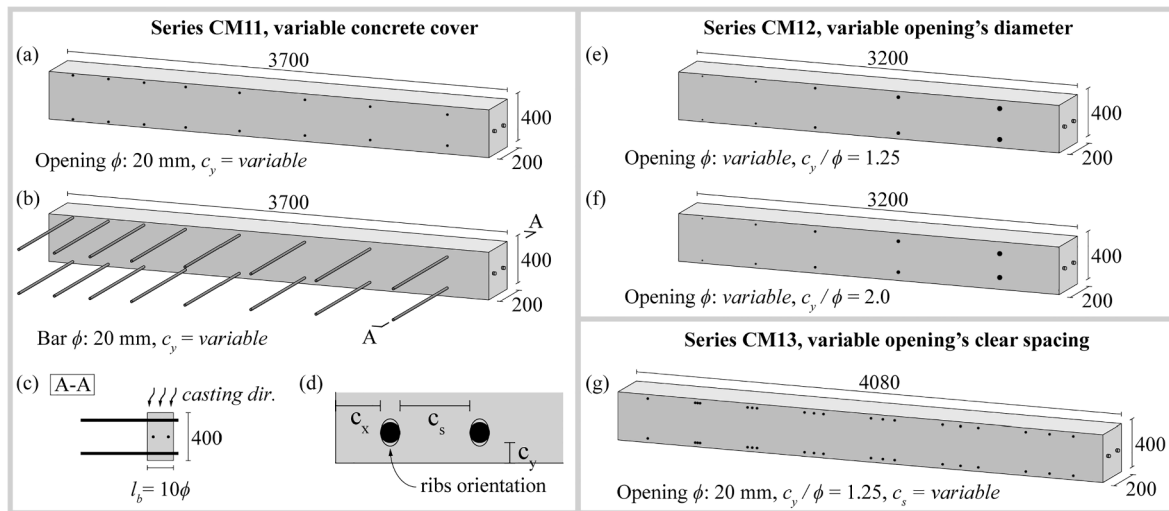 Series CM11, variable concrete cover
(a)
3700
400
200
Opening ϕ: 20 mm, c_y = variable
(b)
3700
A
400
200
A
Bar ϕ: 20 mm, c_y = variable
(c)
A-A
casting dir.
400
l_b= 10ϕ
(d)
c_x
c_s
c_y
ribs orientation
Series CM12, variable opening's diameter
(e)
3200
400
200
Opening ϕ: variable, c_y / ϕ = 1.25
(f)
3200
400
200
Opening ϕ: variable, c_y / ϕ = 2.0
Series CM13, variable opening's clear spacing
(g)
4080
400
200
Opening ϕ: 20 mm, c_y / ϕ = 1.25, c_s = variable